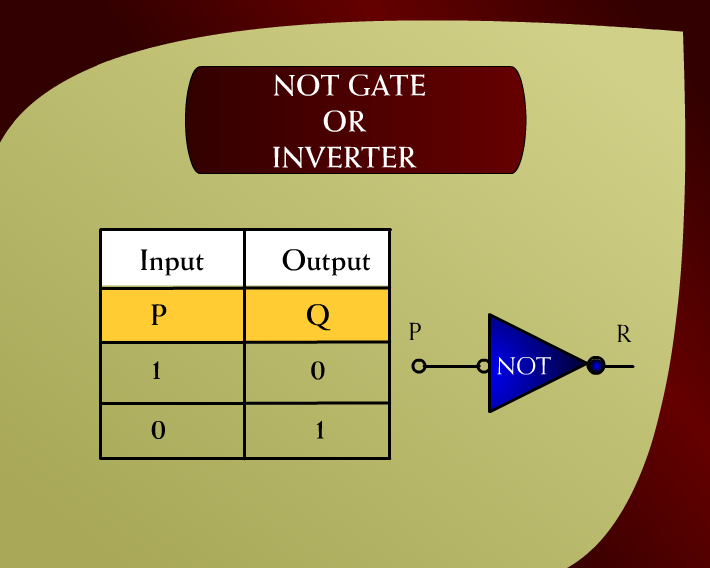 NOT GATE
OR
INVERTER
Input Output
P Q
1 0
0 1
P
NOT
R